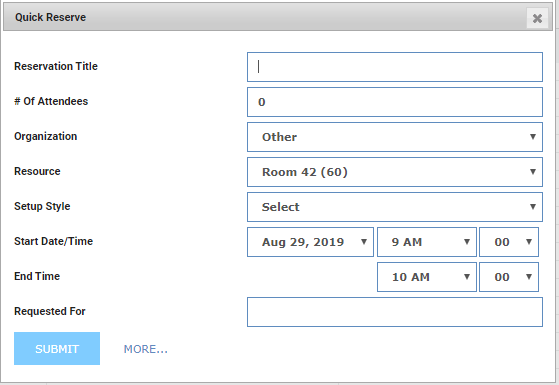 Quick Reserve
Reservation Title
# Of Attendees 0
Organization Other
Resource Room 42 (60)
Setup Style Select
Start Date/Time Aug 29, 2019 9 AM 00
End Time 10 AM 00
Requested For
SUBMIT MORE...